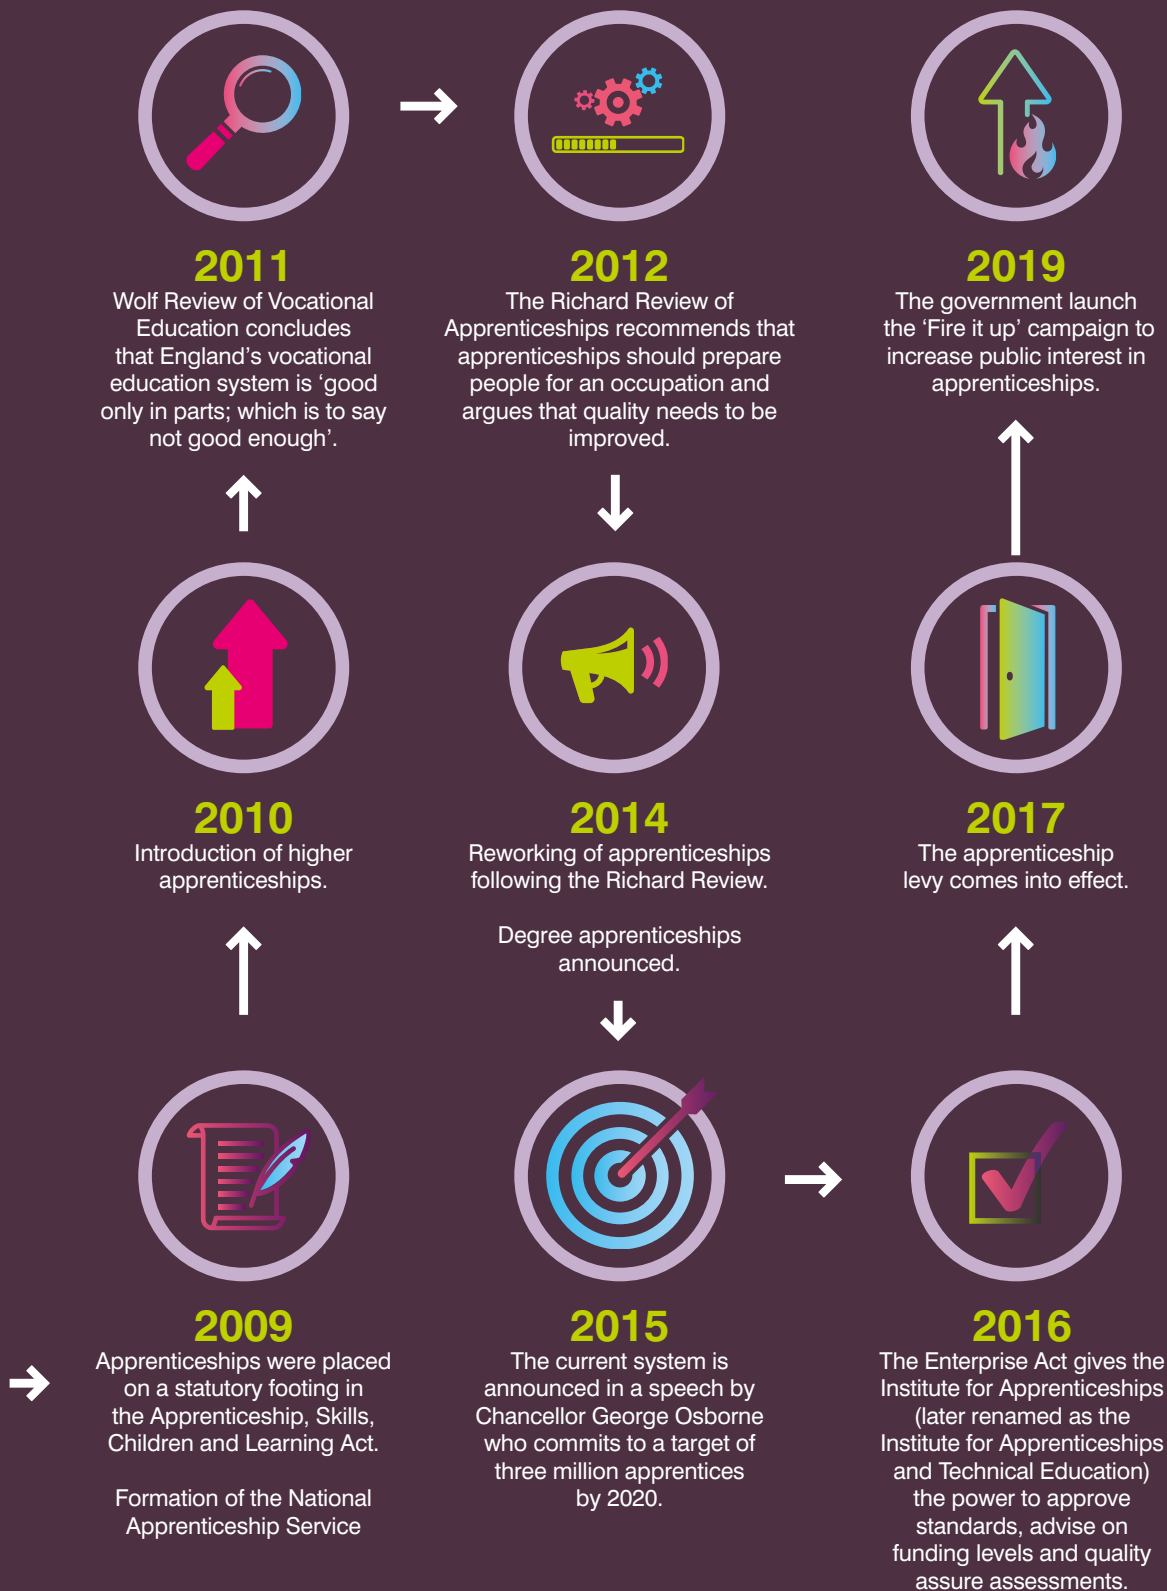 2009
Apprenticeships were placed
on a statutory footing in
the Apprenticeship, Skills,
Children and Learning Act.
Formation of the National
Apprenticeship Service
2010
Introduction of higher
apprenticeships.
2011
Wolf Review of Vocational
Education concludes
that England’s vocational
education system is ‘good
only in parts; which is to say
not good enough’.
2012
The Richard Review of
Apprenticeships recommends that
apprenticeships should prepare
people for an occupation and
argues that quality needs to be
improved.
2014
Reworking of apprenticeships
following the Richard Review.
Degree apprenticeships
announced.
2015
The current system is
announced in a speech by
Chancellor George Osborne
who commits to a target of
three million apprentices
by 2020.
2016
The Enterprise Act gives the
Institute for Apprenticeships
(later renamed as the
Institute for Apprenticeships
and Technical Education)
the power to approve
standards, advise on
funding levels and quality
assure assessments.
2017
The apprenticeship
levy comes into effect.
2019
The government launch
the ‘Fire it up’ campaign to
increase public interest in
apprenticeships.